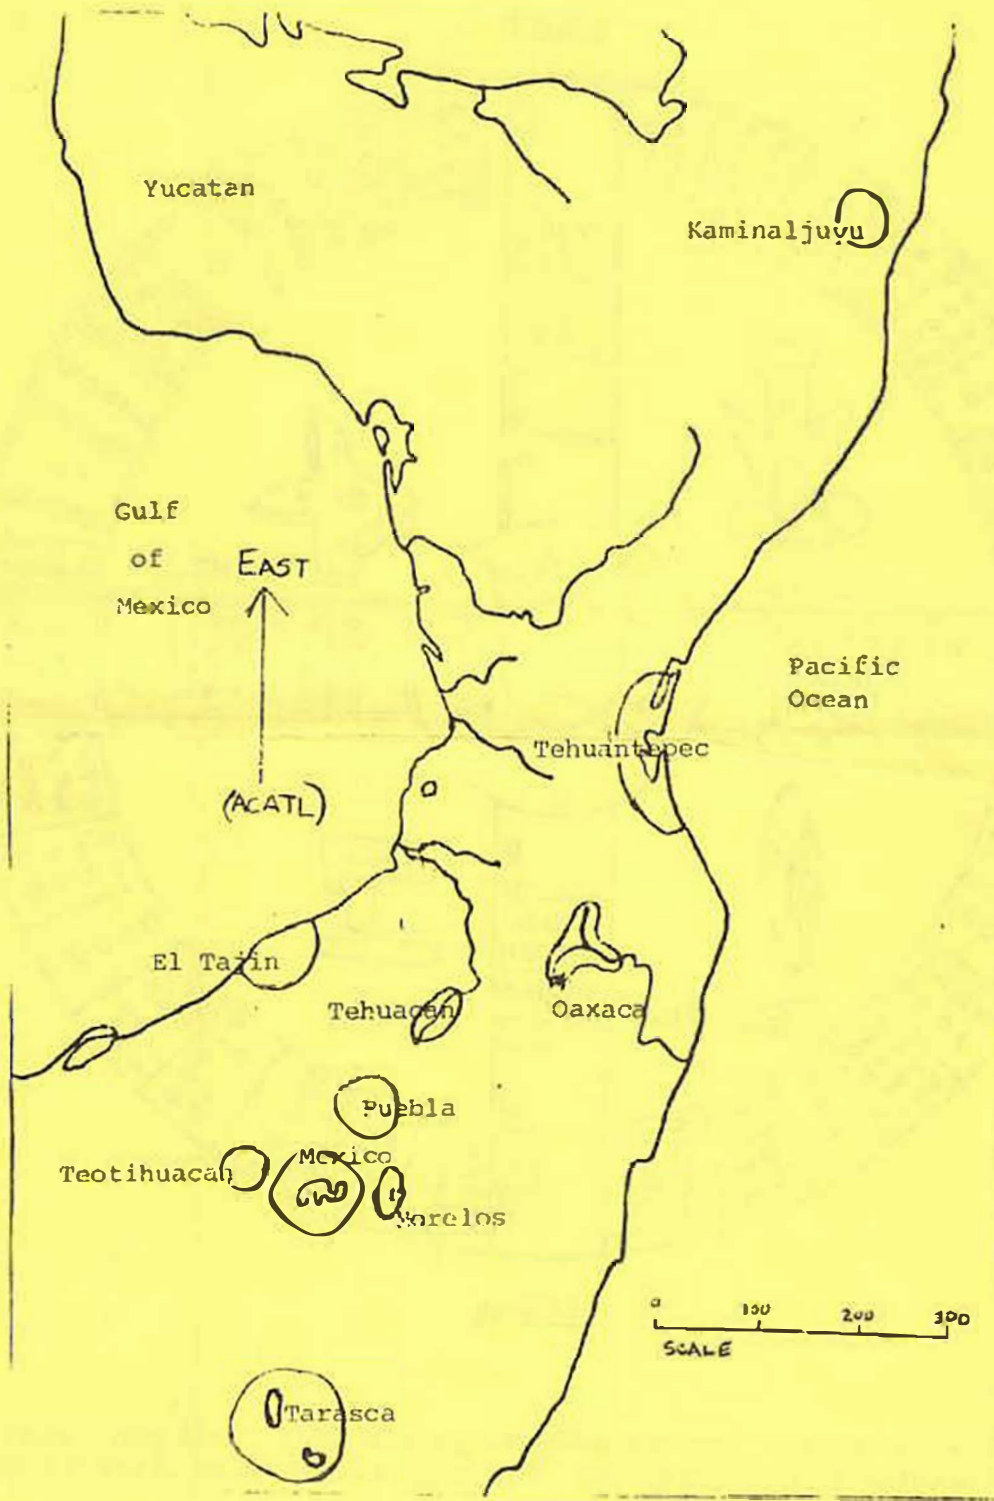 Yucatan
Kaminaljuyu
Gulf
of
Mexico
EAST
(ACATL)
Pacific
Ocean
Tehuantepec
El Tajin
Tehuacan
Oaxaca
Puebla
Mexico
Teotihuacan
Morelos
0 100 200 300
SCALE
Tarasca